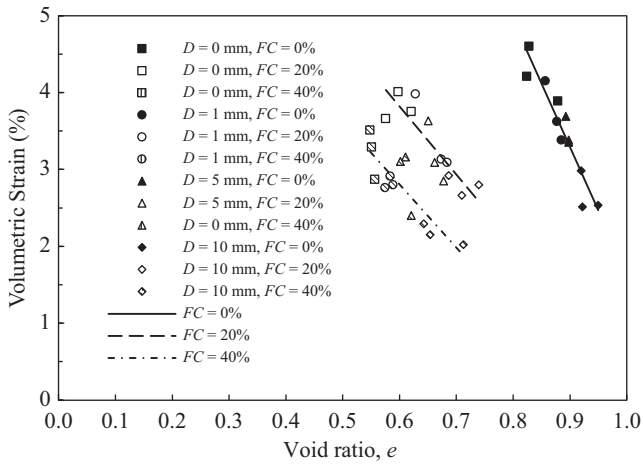 5
4
3
2
1
0
Volumetric Strain (%)
D = 0 mm, FC = 0%
D = 0 mm, FC = 20%
D = 0 mm, FC = 40%
D = 1 mm, FC = 0%
D = 1 mm, FC = 20%
D = 1 mm, FC = 40%
D = 5 mm, FC = 0%
D = 5 mm, FC = 20%
D = 0 mm, FC = 40%
D = 10 mm, FC = 0%
D = 10 mm, FC = 20%
D = 10 mm, FC = 40%
FC = 0%
FC = 20%
FC = 40%
0.0 0.1 0.2 0.3 0.4 0.5 0.6 0.7 0.8 0.9 1.0
Void ratio, e